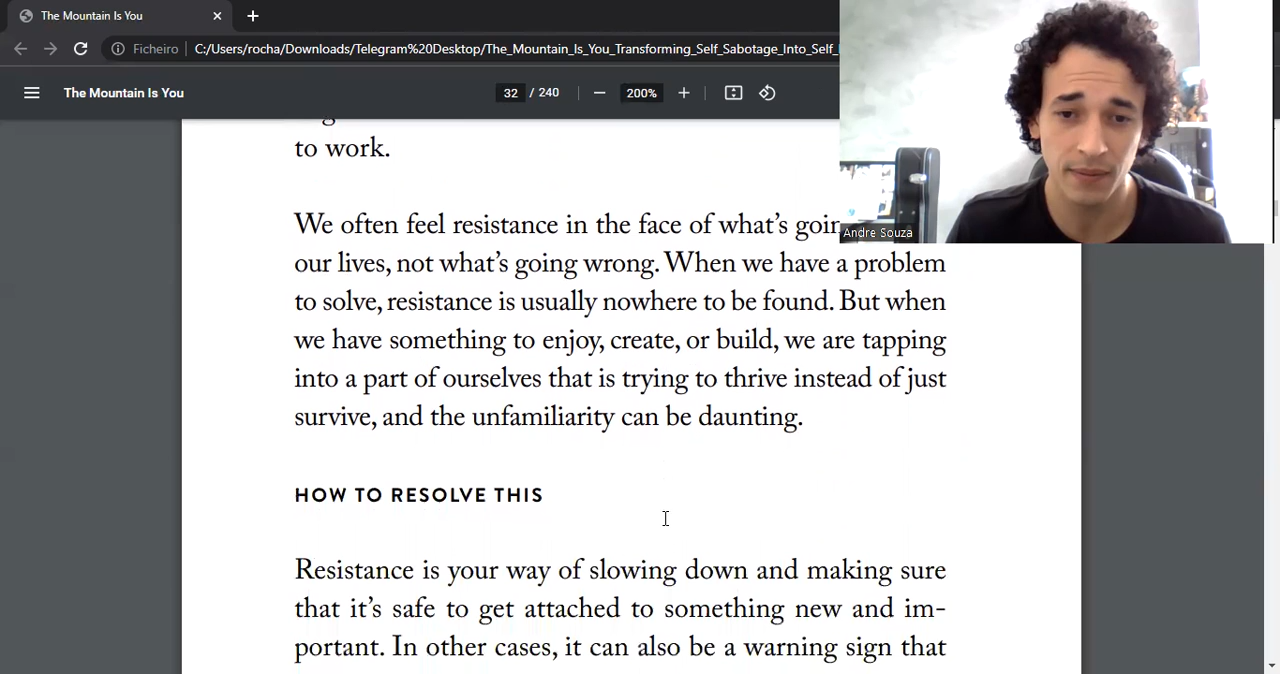 The Mountain Is You
Ficheiro
C:/Users/rocha/Downloads/Telegram%20Desktop/The_Mountain_Is_You_Transforming_Self_Sabotage_Into_Self_
The Mountain Is You
32 / 240
200%
to work.
We often feel resistance in the face of what's
our lives, not what's going wrong. When we have a problem
to solve, resistance is usually nowhere to be found. But when
we have something to enjoy, create, or build, we are tapping
into a part of ourselves that is trying to thrive instead of just
survive, and the unfamiliarity can be daunting.
HOW TO RESOLVE THIS
Resistance is your way of slowing down and making sure
that it's safe to get attached to something new and im-
portant. In other cases, it can also be a warning sign that
Andre Souza